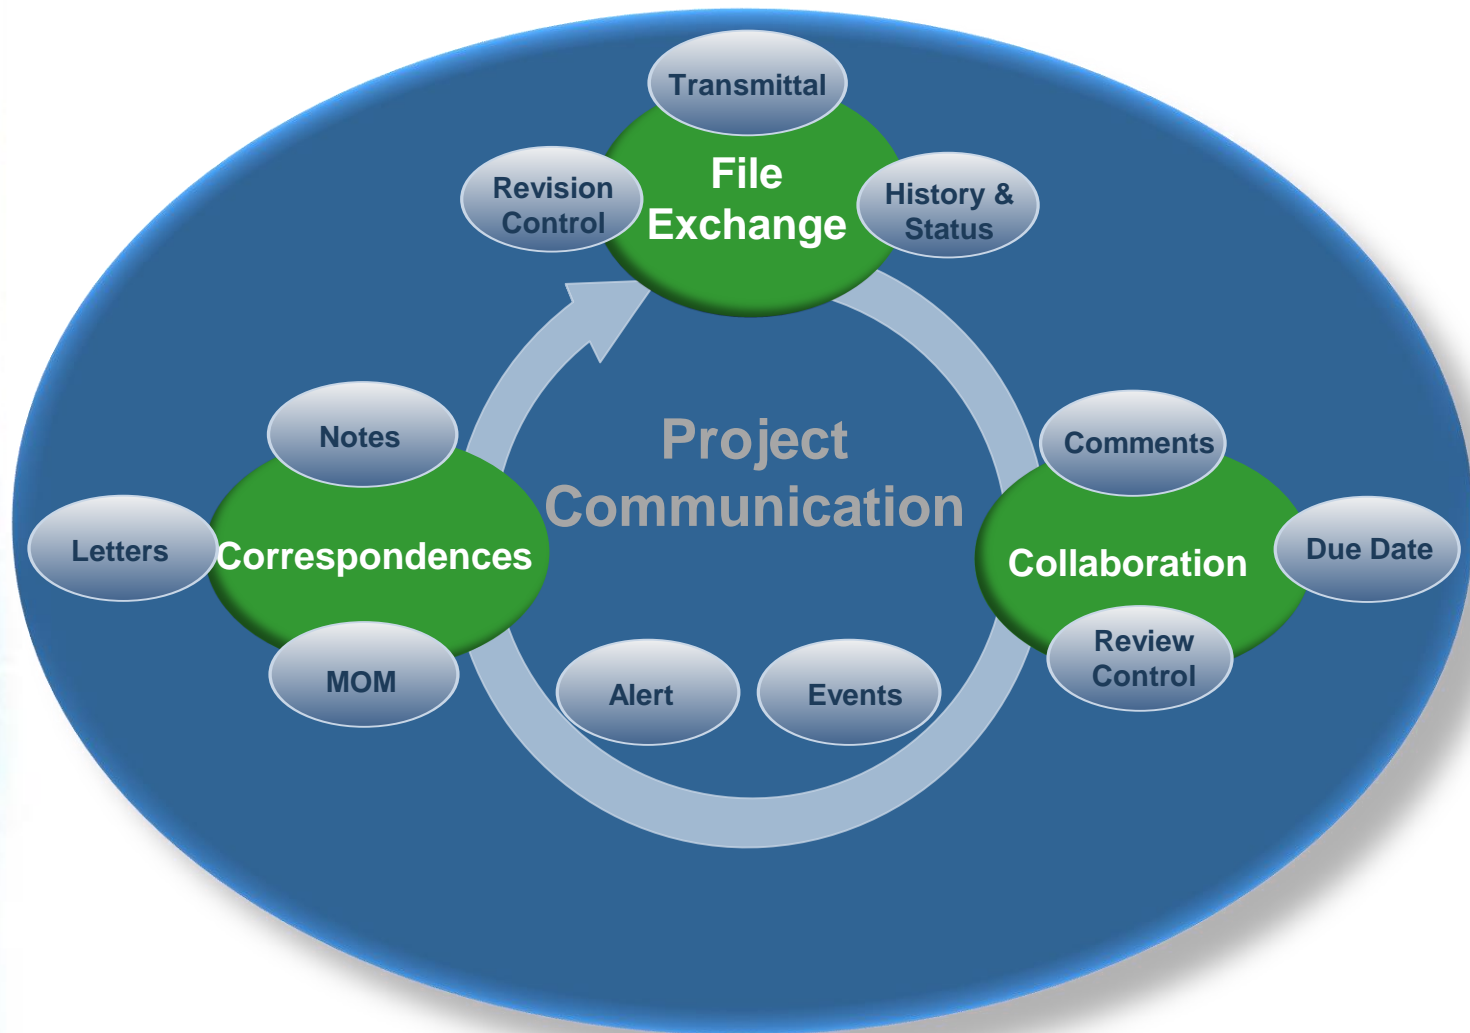 Transmittal
File
Exchange
Revision
Control
History &
Status
Project
Communication
Notes
Letters
Correspondences
MOM
Comments
Due Date
Collaboration
Review
Control
Alert
Events